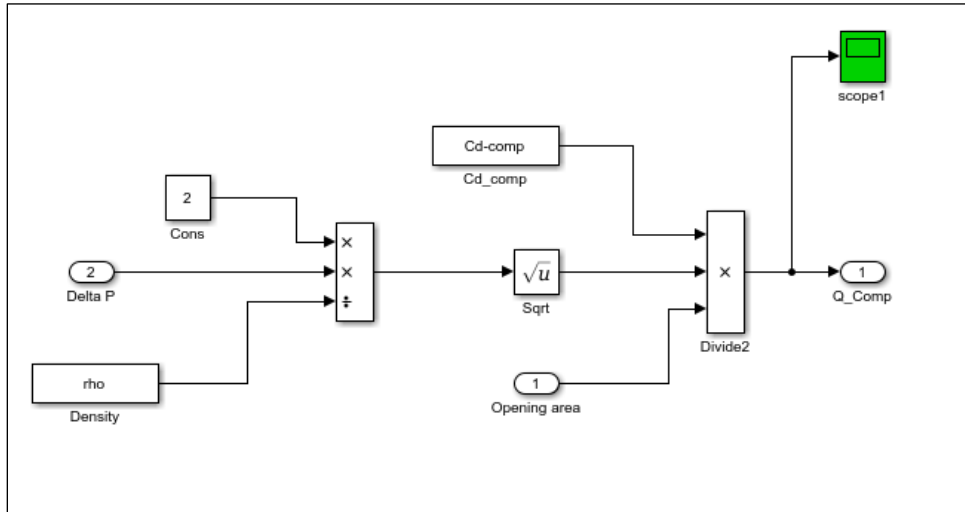 scope1
Cd-comp
Cd_comp
2
Cons
×
2
×
Delta P
÷
√u
Sqrt
×
1
Q_Comp
Divide2
rho
Density
1
Opening area